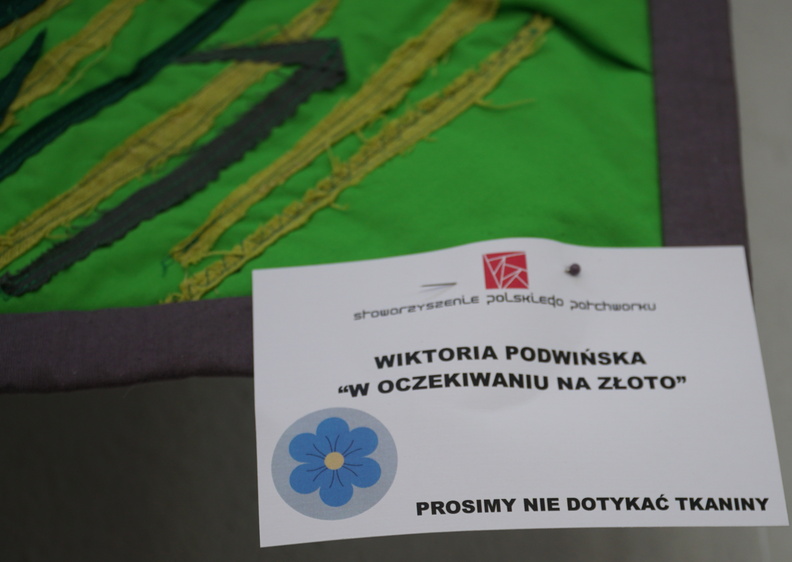 stowarzyszenie polskiego patchworku
WIKTORIA PODWIŃSKA
“W OCZEKIWANIU NA ZŁOTO”
PROSIMY NIE DOTYKAĆ TKANINY